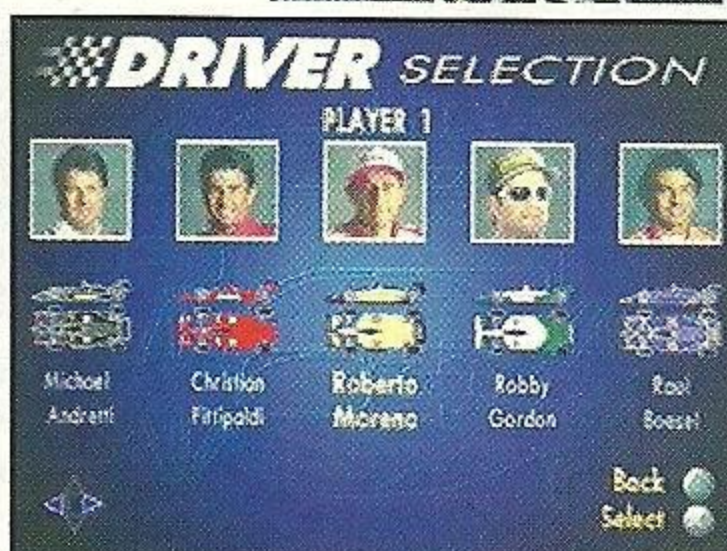 DRIVER SELECTION
PLAYER 1
Michael Christian Roberto Robby Raul
Andretti Fittipaldi Moreno Gordon Boesel
Back
Select